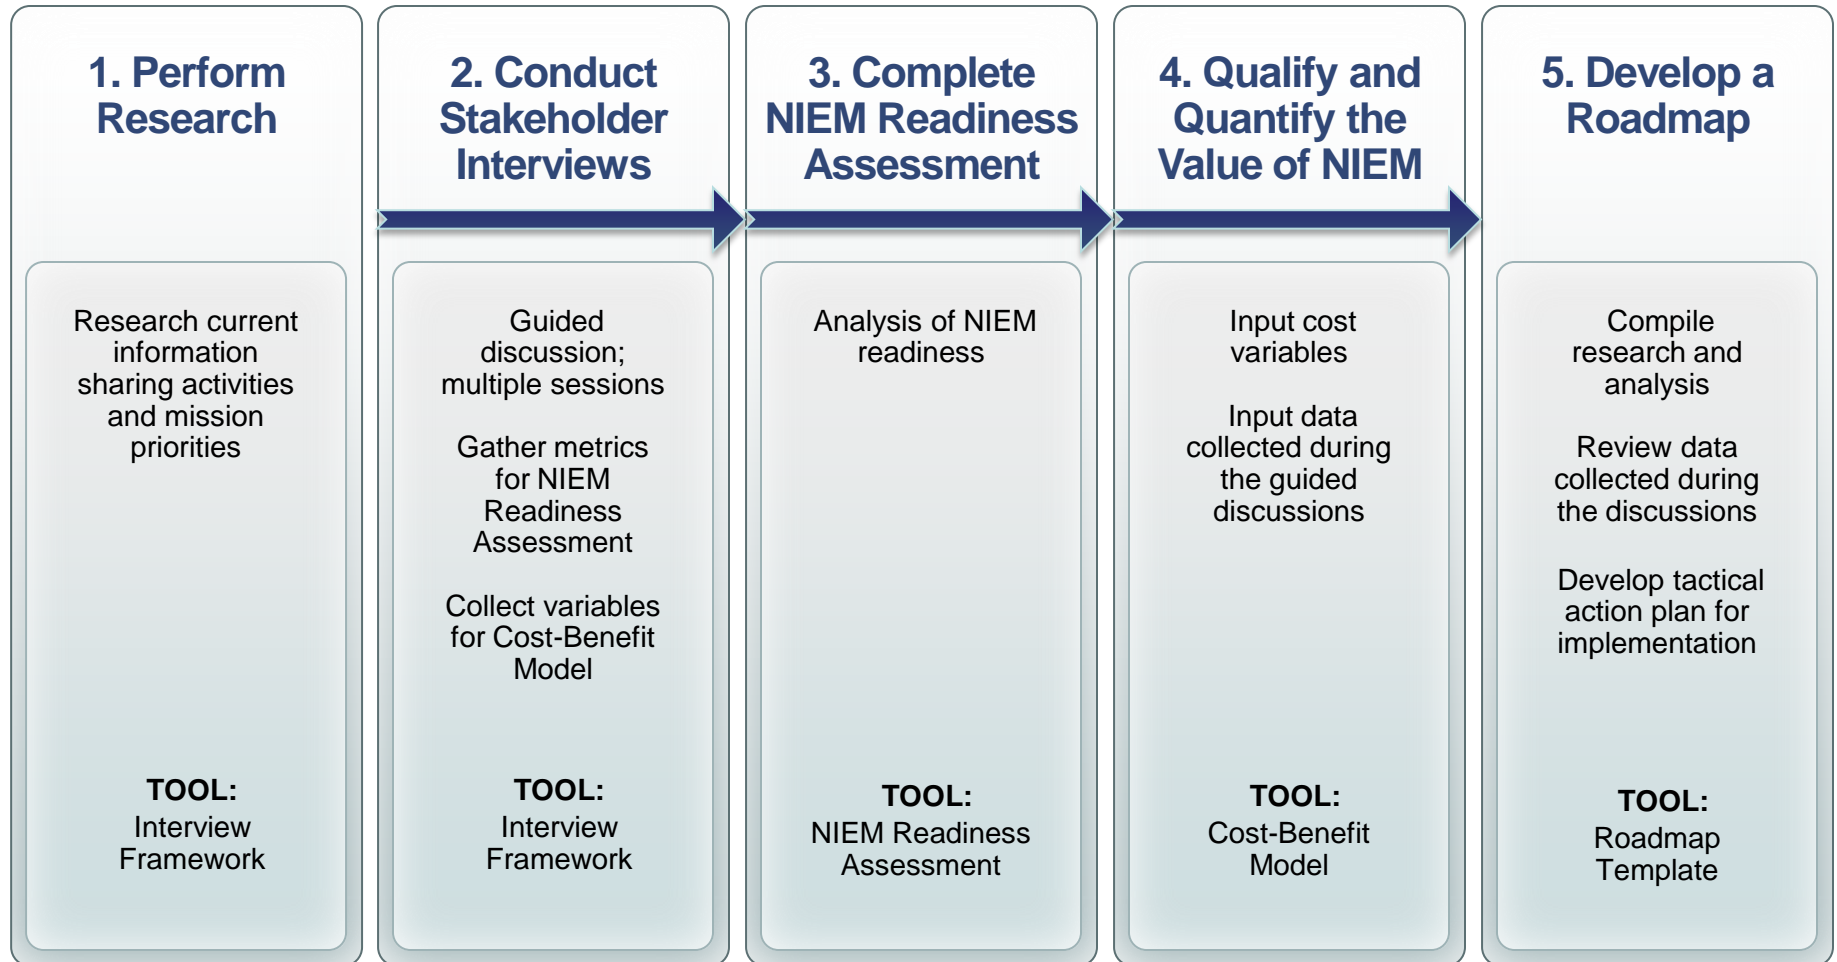 1. Perform
Research
2. Conduct
Stakeholder
Interviews
3. Complete
NIEM Readiness
Assessment
4. Qualify and
Quantify the
Value of NIEM
5. Develop a
Roadmap
Research current
information
sharing activities
and mission
priorities
TOOL:
Interview
Framework
Guided
discussion;
multiple sessions
Gather metrics
for NIEM
Readiness
Assessment
Collect variables
for Cost-Benefit
Model
TOOL:
Interview
Framework
Analysis of NIEM
readiness
TOOL:
NIEM Readiness
Assessment
Input cost
variables
Input data
collected during
the guided
discussions
TOOL:
Cost-Benefit
Model
Compile
research and
analysis
Review data
collected during
the discussions
Develop tactical
action plan for
implementation
TOOL:
Roadmap
Template